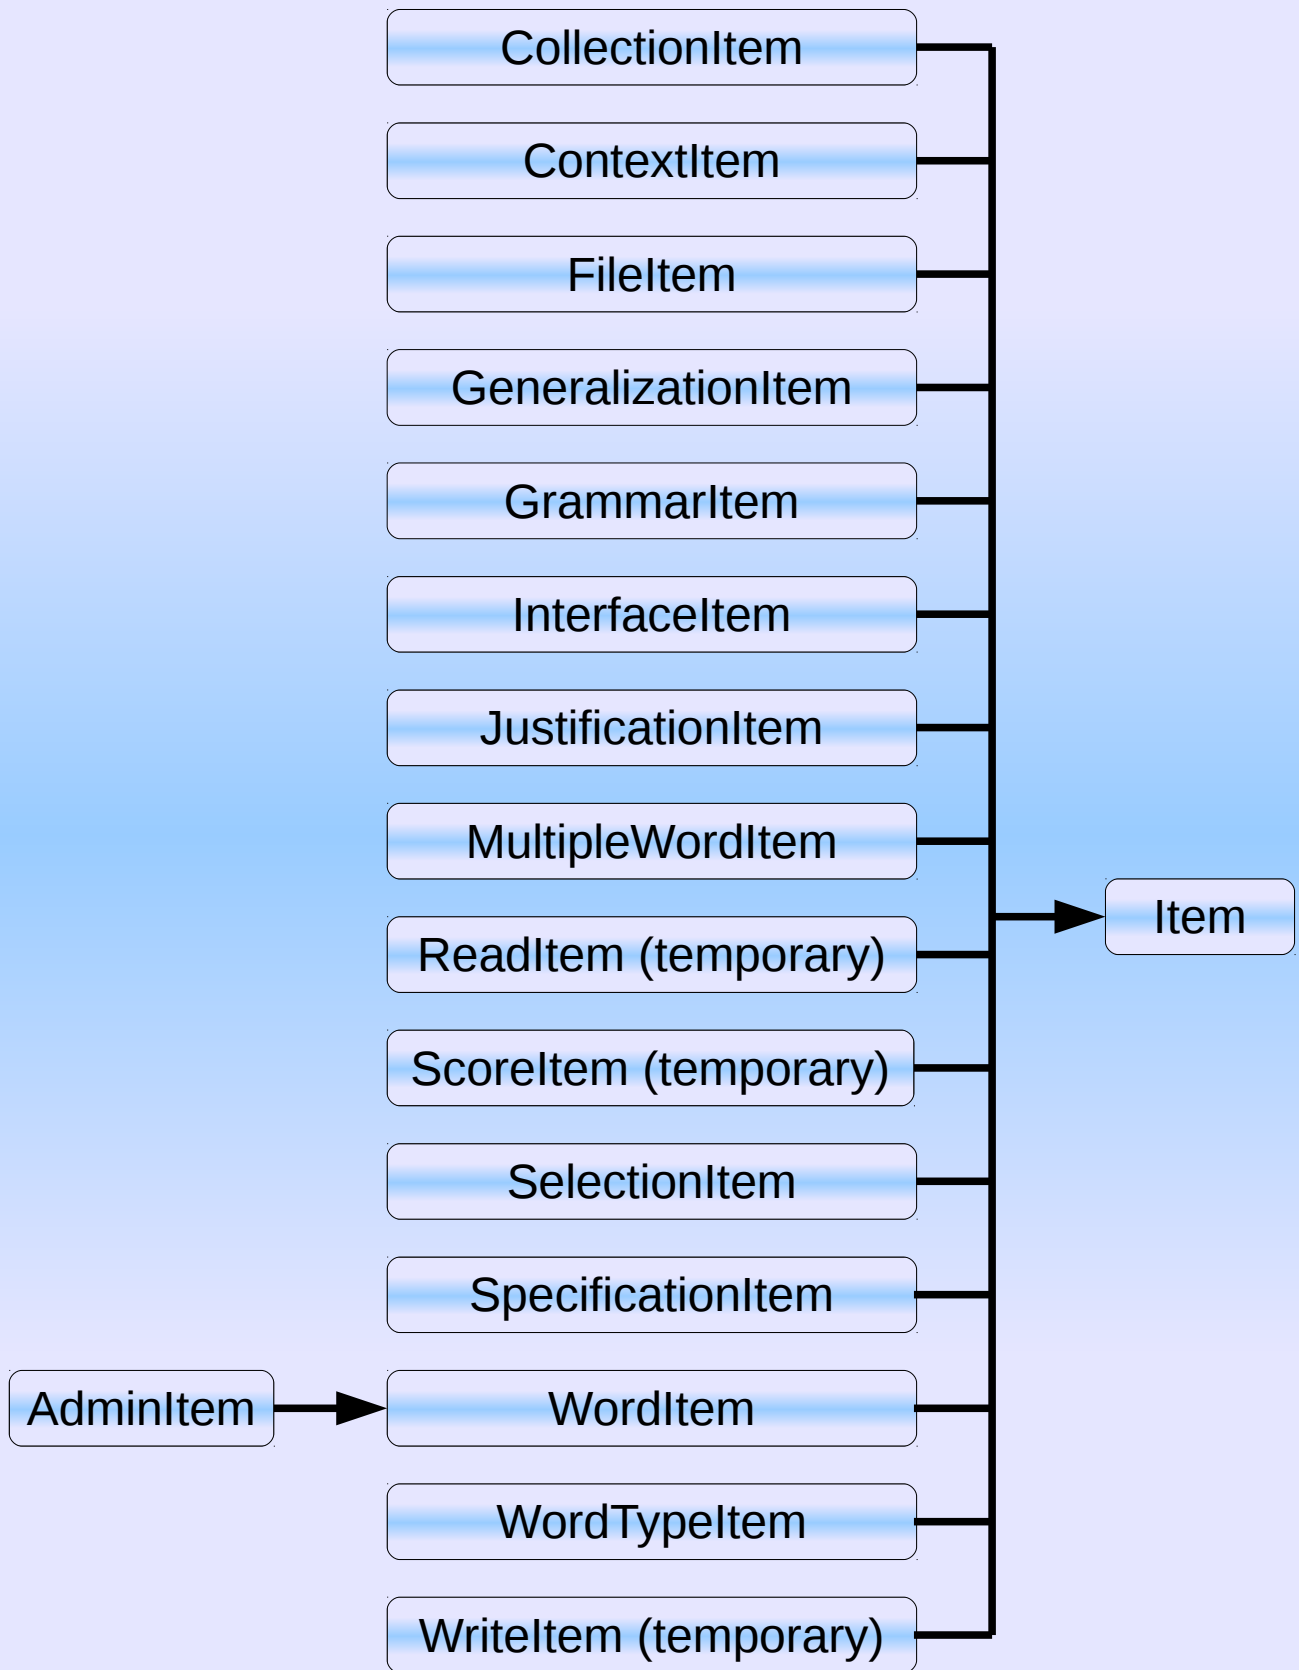 CollectionItem
ContextItem
FileItem
GeneralizationItem
GrammarItem
InterfaceItem
JustificationItem
MultipleWordItem
Item
ReadItem (temporary)
ScoreItem (temporary)
SelectionItem
SpecificationItem
AdminItem
WordItem
WordTypeItem
WriteItem (temporary)